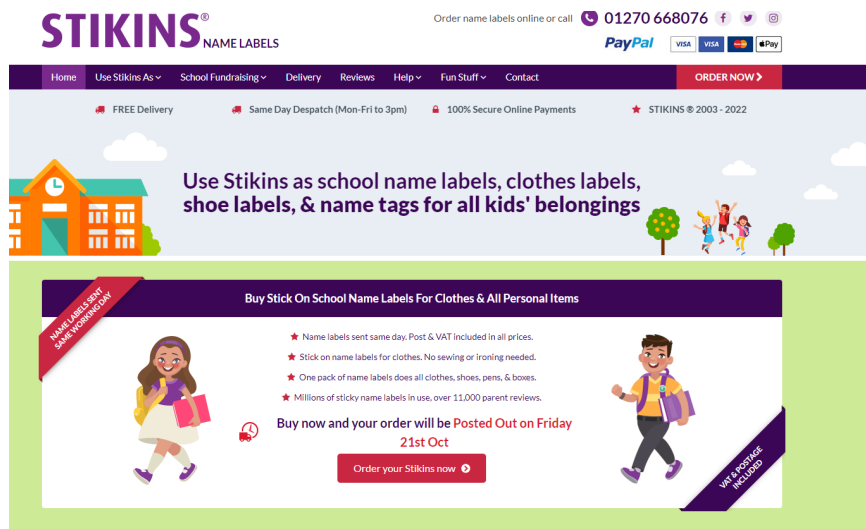 STIKINS®
NAME LABELS
Order name labels online or call 01270 668076
PayPal VISA VISA Pay
Home Use Stikins As School Fundraising Delivery Reviews Help Fun Stuff Contact ORDER NOW
FREE Delivery Same Day Despatch (Mon-Fri to 3pm) 100% Secure Online Payments STIKINS ® 2003 - 2022
Use Stikins as school name labels, clothes labels,
shoe labels, & name tags for all kids' belongings
NAME LABELS SENT
SAME WORKING DAY
Buy Stick On School Name Labels For Clothes & All Personal Items
Name labels sent same day. Post & VAT included in all prices.
Stick on name labels for clothes. No sewing or ironing needed.
One pack of name labels does all clothes, shoes, pens, & boxes.
Millions of sticky name labels in use, over 11,000 parent reviews.
Buy now and your order will be Posted Out on Friday
21st Oct
Order your Stikins now
VAT & POSTAGE
INCLUDED